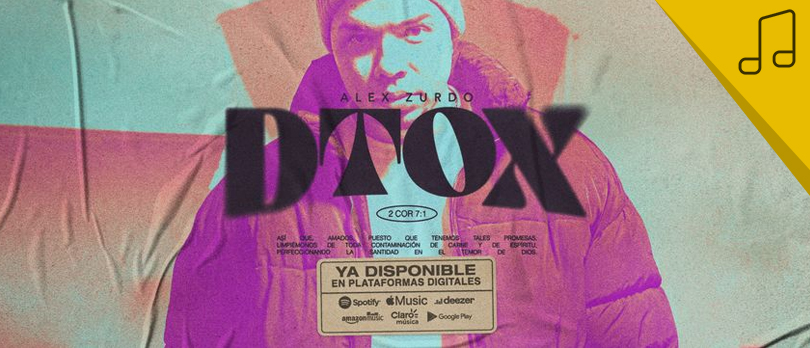 ALEX ZURDO
DTOX
2 COR 7:1
ASÍ QUE, AMADOS, PUESTO QUE TENEMOS TALES PROMESAS,
LIMPIÉMONOS DE TODA CONTAMINACIÓN DE CARNE Y DE ESPÍRITU,
PERFECCIONANDO LA SANTIDAD EN EL TEMOR DE DIOS.
YA DISPONIBLE
EN PLATAFORMAS DIGITALES
Spotify Music deezer
amazon music Claro música Google Play